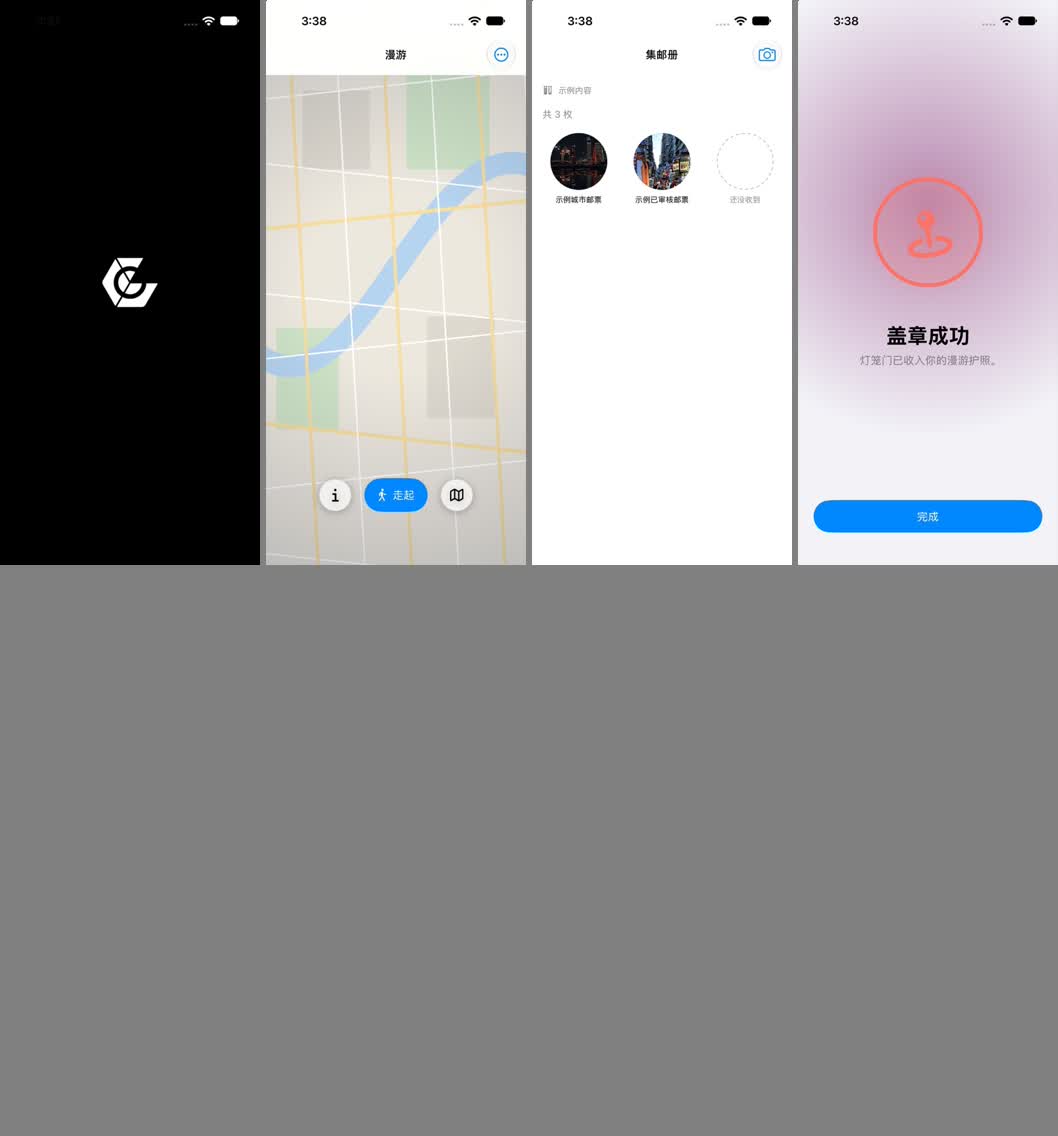 3:38
漫游
走起
3:38
集邮册
示例内容
共 3 枚
示例城市邮票
示例已审核邮票
还没收到
3:38
盖章成功
灯笼门已收入你的漫游护照。
完成